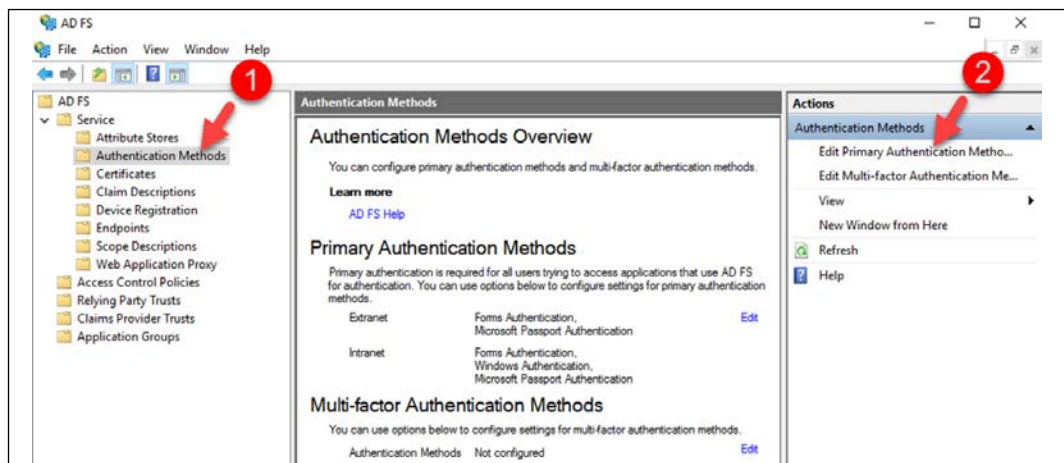 AD FS
File Action View Window Help
1
2
AD FS
Service
Attribute Stores
Authentication Methods
Certificates
Claim Descriptions
Device Registration
Endpoints
Scope Descriptions
Web Application Proxy
Access Control Policies
Relying Party Trusts
Claims Provider Trusts
Application Groups
Authentication Methods
Authentication Methods Overview
You can configure primary authentication methods and multi-factor authentication methods.
Learn more
AD FS Help
Primary Authentication Methods
Primary authentication is required for all users trying to access applications that use AD FS
for authentication. You can use options below to configure settings for primary authentication
methods.
Extranet Forms Authentication, Edit
Microsoft Passport Authentication
Intranet Forms Authentication,
Windows Authentication,
Microsoft Passport Authentication
Multi-factor Authentication Methods
You can use options below to configure settings for multi-factor authentication methods.
Authentication Methods Not configured Edit
Actions
Authentication Methods
Edit Primary Authentication Metho...
Edit Multi-factor Authentication Me...
View
New Window from Here
Refresh
Help